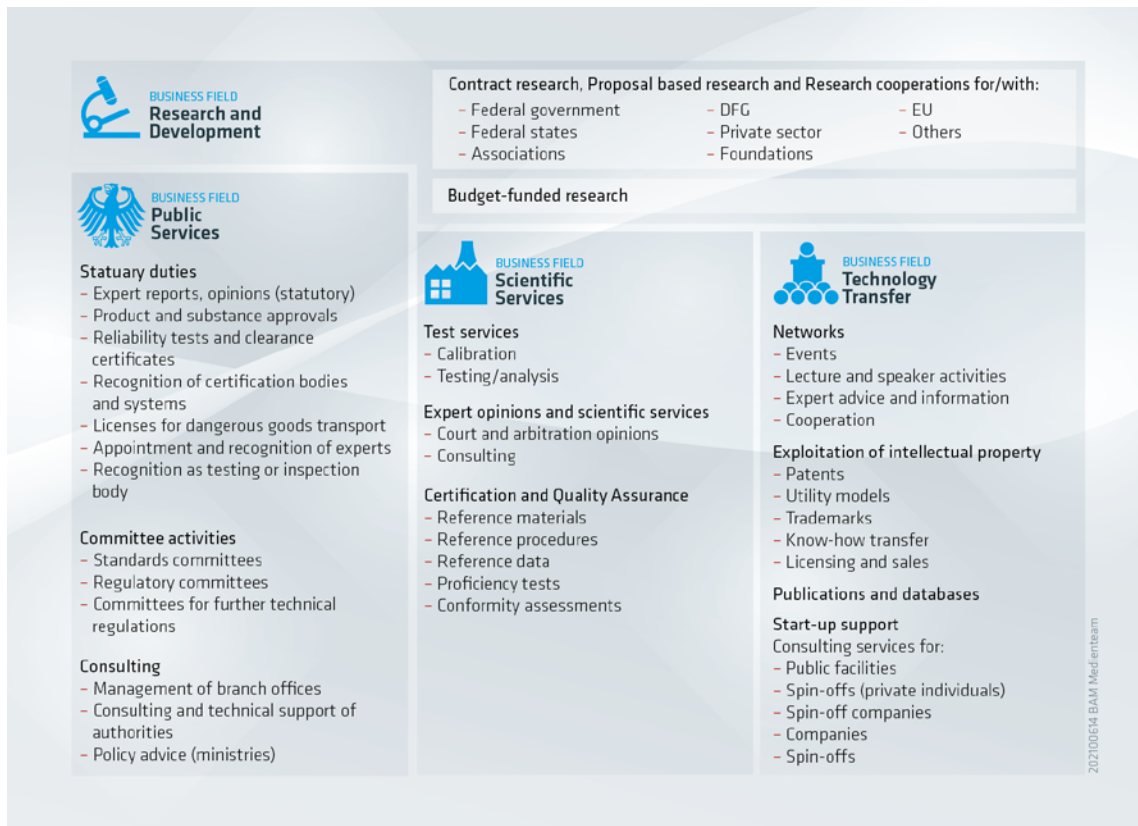 BUSINESS FIELD
Research and
Development
Contract research, Proposal based research and Research cooperations for/with:
– Federal government
– Federal states
– Associations
– DFG
– Private sector
– Foundations
– EU
– Others
Budget-funded research
BUSINESS FIELD
Public
Services
Statuary duties
– Expert reports, opinions (statutory)
– Product and substance approvals
– Reliability tests and clearance
certificates
– Recognition of certification bodies
and systems
– Licenses for dangerous goods transport
– Appointment and recognition of experts
– Recognition as testing or inspection
body
Committee activities
– Standards committees
– Regulatory committees
– Committees for further technical
regulations
Consulting
– Management of branch offices
– Consulting and technical support of
authorities
– Policy advice (ministries)
BUSINESS FIELD
Scientific
Services
Test services
– Calibration
– Testing/analysis
Expert opinions and scientific services
– Court and arbitration opinions
– Consulting
Certification and Quality Assurance
– Reference materials
– Reference procedures
– Reference data
– Proficiency tests
– Conformity assessments
BUSINESS FIELD
Technology
Transfer
Networks
– Events
– Lecture and speaker activities
– Expert advice and information
– Cooperation
Exploitation of intellectual property
– Patents
– Utility models
– Trademarks
– Know-how transfer
– Licensing and sales
Publications and databases
Start-up support
Consulting services for:
– Public facilities
– Spin-offs (private individuals)
– Spin-off companies
– Companies
– Spin-offs
202100614 BAM Medienteam